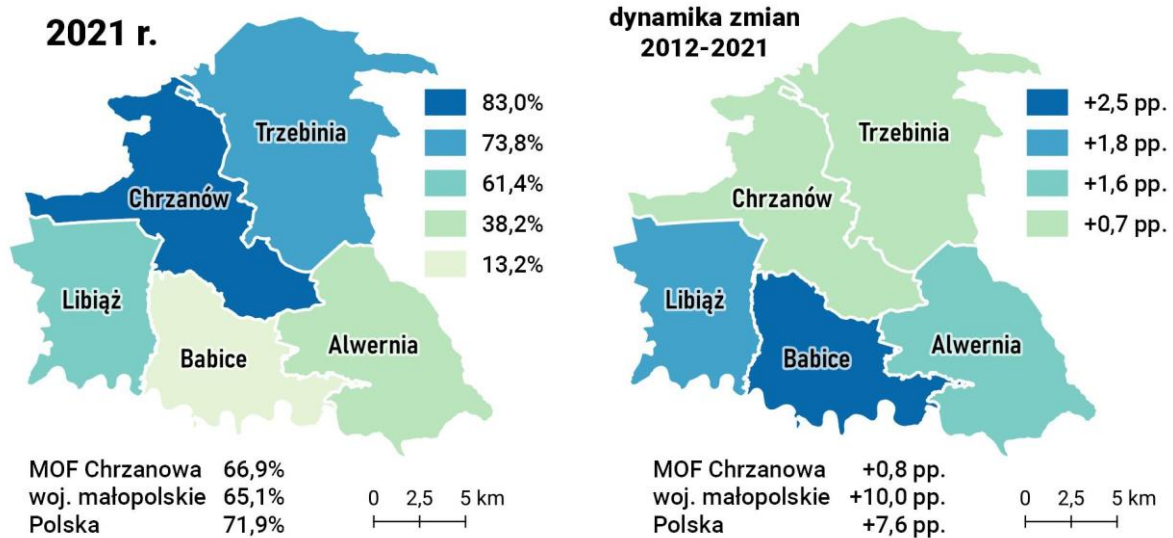 2021 r.
83,0%
73,8%
61,4%
38,2%
13,2%
Trzebinia
Chrzanów
Libiąż
Babice
Alwernia
MOF Chrzanowa 66,9%
woj. małopolskie 65,1%
Polska 71,9%
0 2,5 5 km
dynamika zmian
2012-2021
+2,5 pp.
+1,8 pp.
+1,6 pp.
+0,7 pp.
Trzebinia
Chrzanów
Libiąż
Babice
Alwernia
MOF Chrzanowa +0,8 pp.
woj. małopolskie +10,0 pp.
Polska +7,6 pp.
0 2,5 5 km